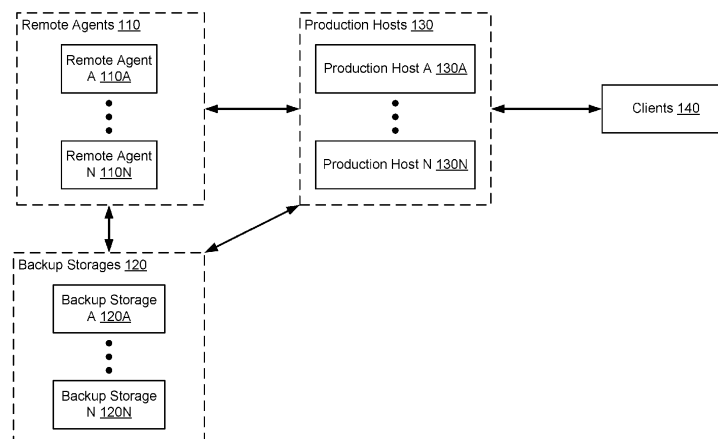 Remote Agents 110
Remote Agent
A 110A
Remote Agent
N 110N
Production Hosts 130
Production Host A 130A
Production Host N 130N
Clients 140
Backup Storages 120
Backup Storage
A 120A
Backup Storage
N 120N